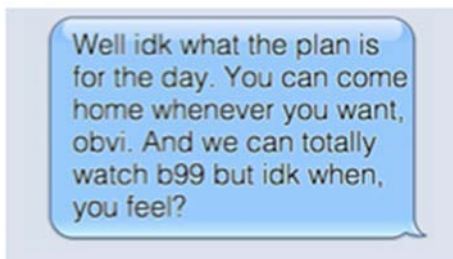 Well idk what the plan is
for the day. You can come
home whenever you want,
obvi. And we can totally
watch b99 but idk when,
you feel?